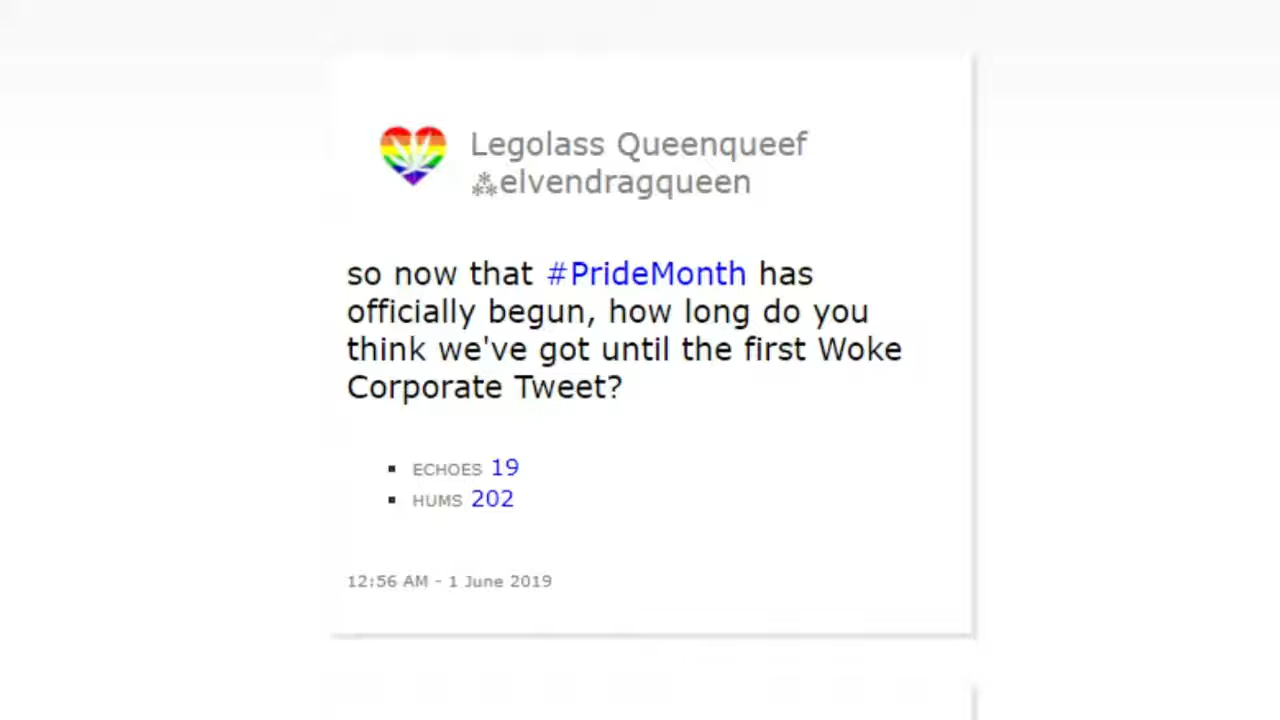 Legolass Queenqueef
⁂elvendragqueen
so now that #PrideMonth has
officially begun, how long do you
think we've got until the first Woke
Corporate Tweet?
ECHOES 19
HUMS 202
12:56 AM - 1 June 2019